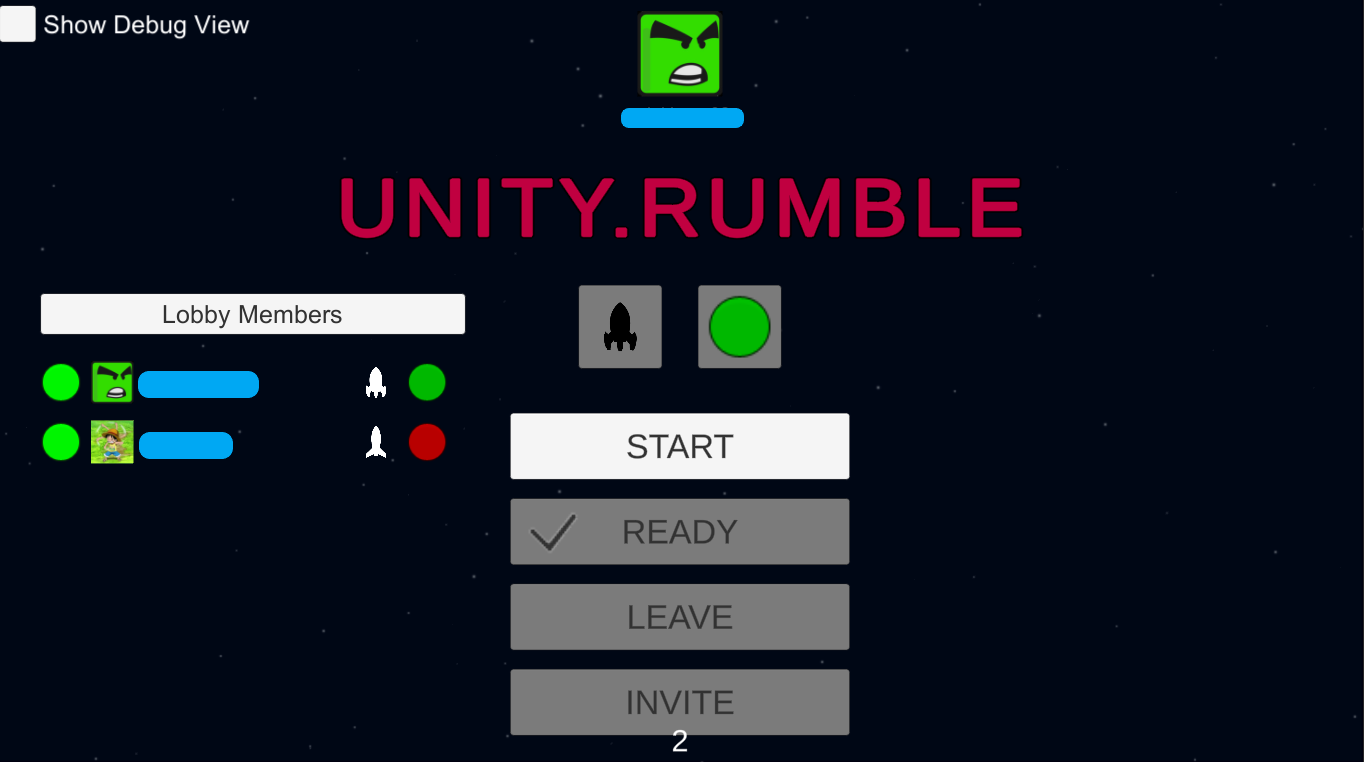 Show Debug View
UNITY.RUMBLE
Lobby Members
START
READY
LEAVE
INVITE
2